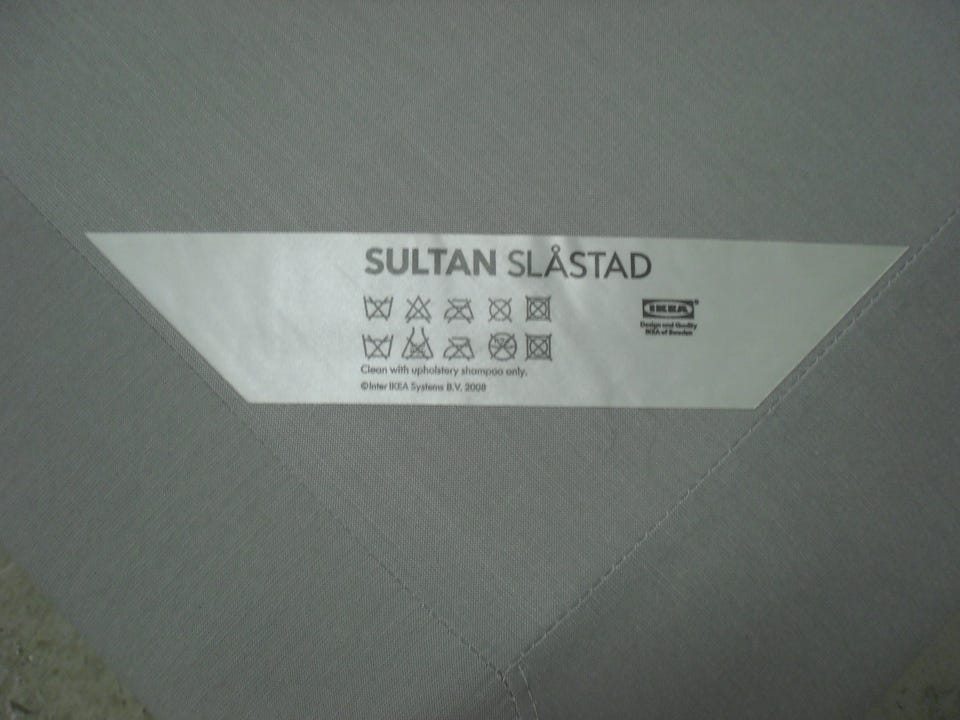 SULTAN SLÅSTAD
IKEA®
Design and Quality
IKEA of Sweden
Clean with upholstery shampoo only.
©Inter IKEA Systems B.V. 2008